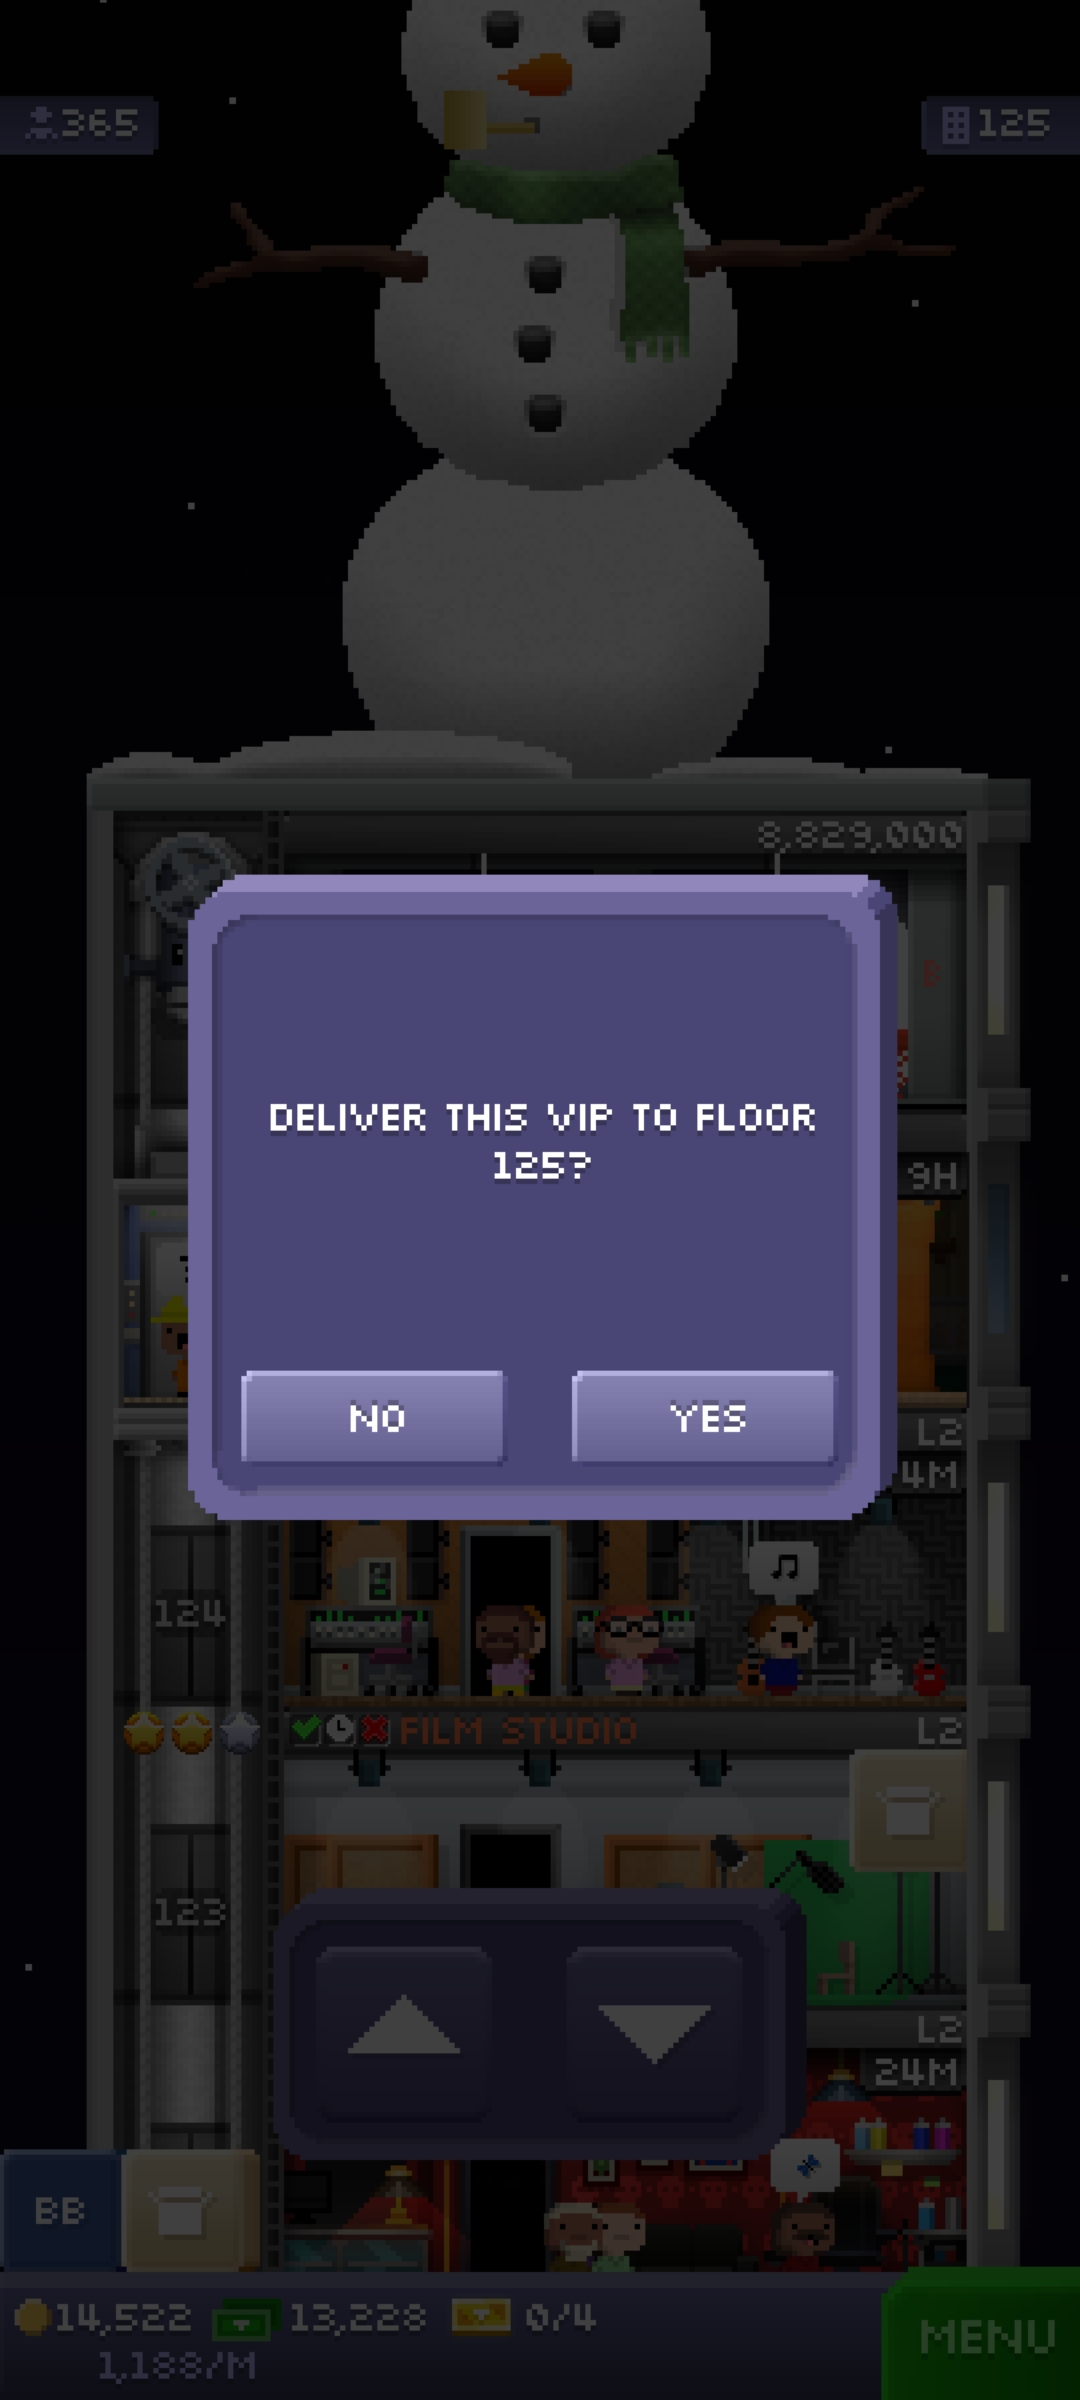 365
125
8,829,000
DELIVER THIS VIP TO FLOOR
125?
9H
NO
YES
L2
4M
124
FILM STUDIO
L2
123
L2
24M
BB
14,522
13,228
0/4
1,188/M
MENU